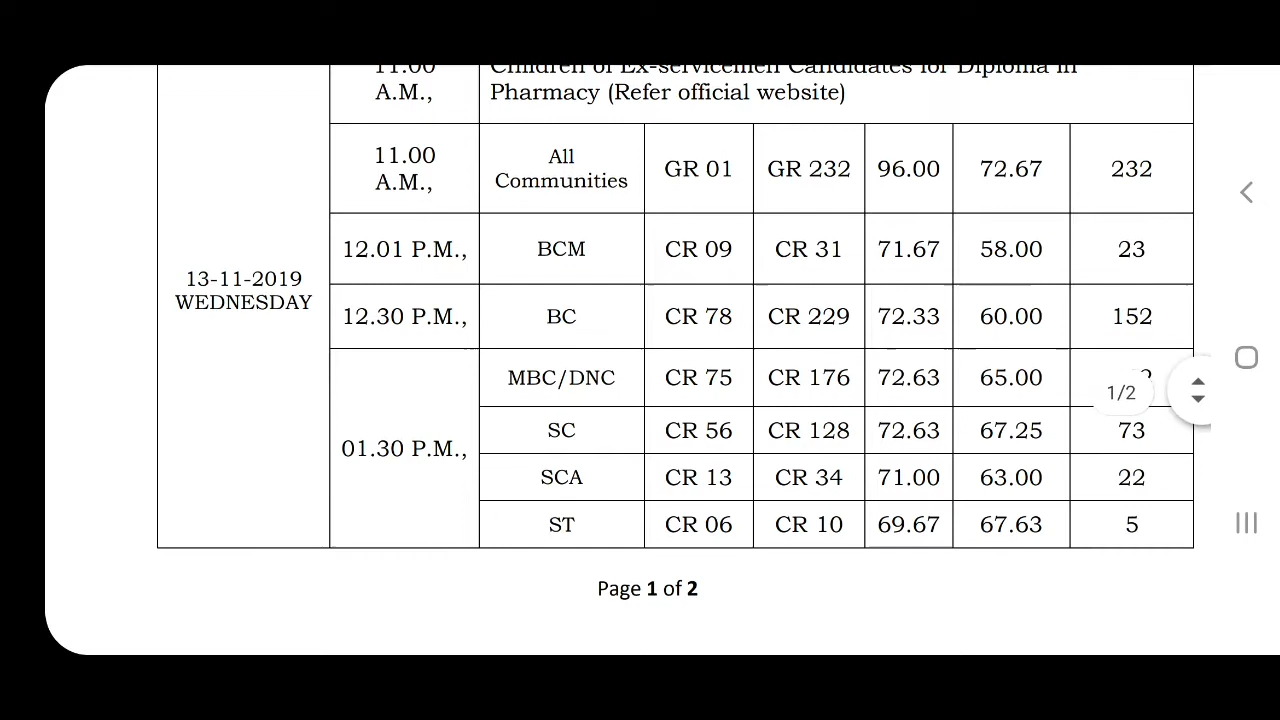 11.00 Children of Ex-servicemen Candidates for Diploma in
A.M., Pharmacy (Refer official website)
11.00 A.M., All Communities GR 01 GR 232 96.00 72.67 232
12.01 P.M., BCM CR 09 CR 31 71.67 58.00 23
13-11-2019
WEDNESDAY
12.30 P.M., BC CR 78 CR 229 72.33 60.00 152
01.30 P.M., MBC/DNC CR 75 CR 176 72.63 65.00
1/2
SC CR 56 CR 128 72.63 67.25 73
SCA CR 13 CR 34 71.00 63.00 22
ST CR 06 CR 10 69.67 67.63 5
Page 1 of 2